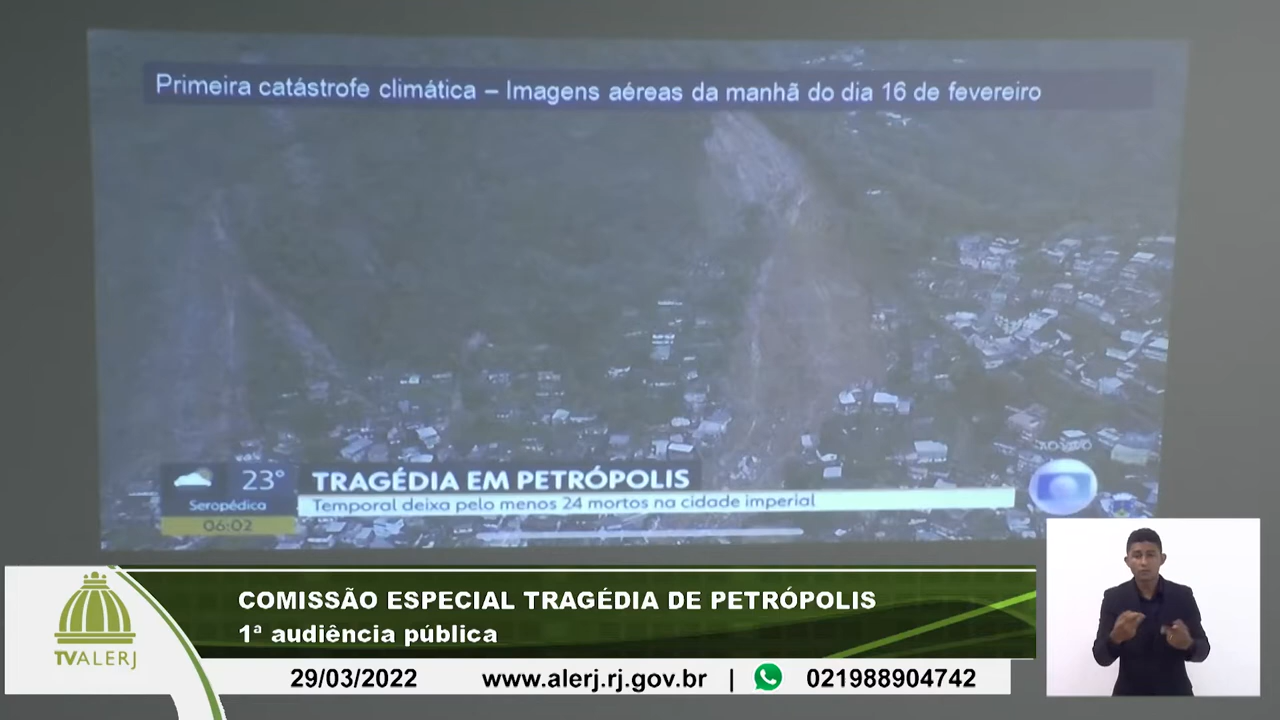 Primeira catástrofe climática – Imagens aéreas da manhã do dia 16 de fevereiro
AO VIVO
23°
Seropédica
06:02
TRAGÉDIA EM PETRÓPOLIS
Temporal deixa pelo menos 24 mortos na cidade imperial
COMISSÃO ESPECIAL TRAGÉDIA DE PETRÓPOLIS
1ª audiência pública
TVALERJ
29/03/2022 www.alerj.rj.gov.br | 021988904742